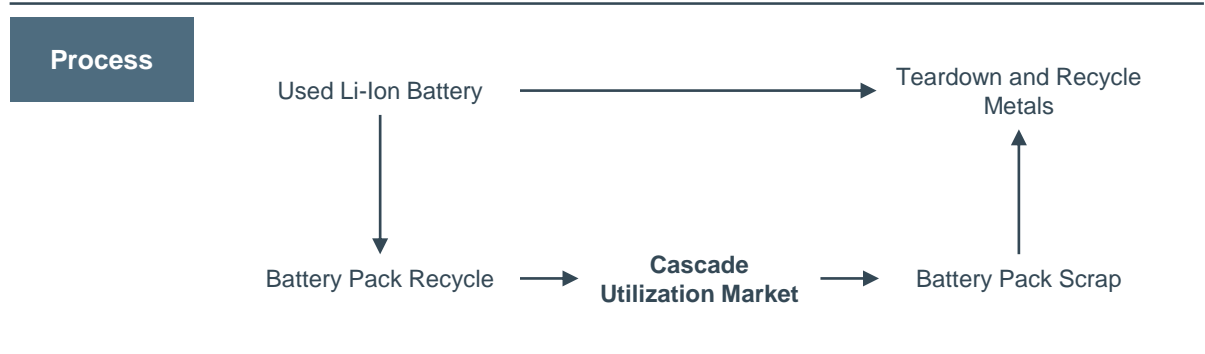 Process
Used Li-Ion Battery
Teardown and Recycle
Metals
Battery Pack Recycle
Cascade
Utilization Market
Battery Pack Scrap